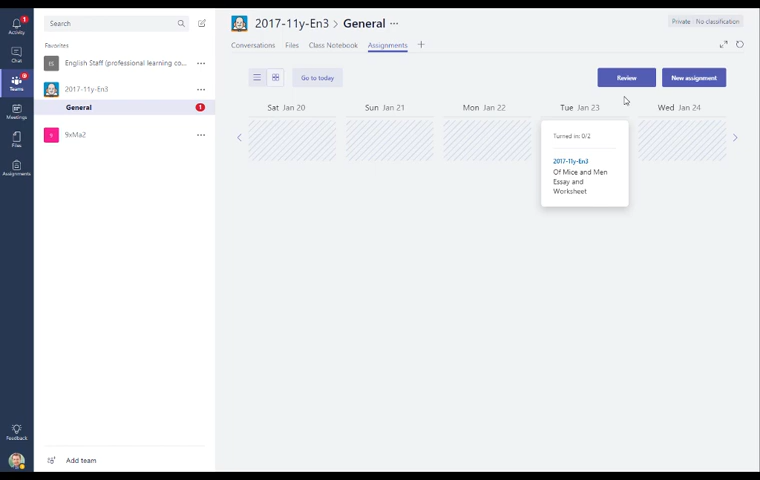 Activity
Chat
Teams
Meetings
Files
Assignments
Feedback
Search
Favorites
ES English Staff (professional learning co...
2017-11y-En3
General 1
9 9xMa2
Add team
2017-11y-En3 > General
Private No classification
Conversations Files Class Notebook Assignments
Go to today
Review New assignment
Sat Jan 20 Sun Jan 21 Mon Jan 22 Tue Jan 23 Wed Jan 24
Turned in: 0/2
2017-11y-En3
Of Mice and Men
Essay and
Worksheet